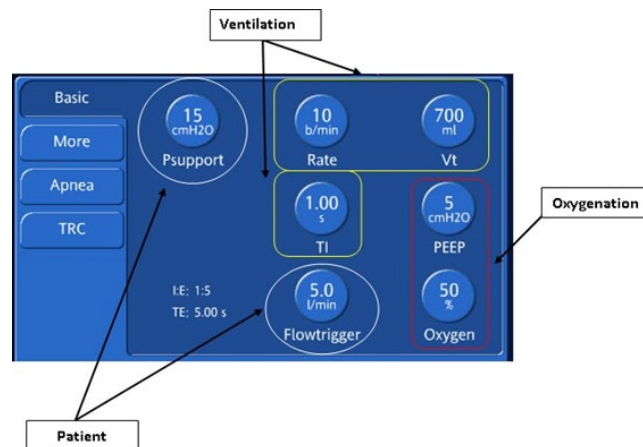 Ventilation
Basic
More
Apnea
TRC
15
cmH2O
Psupport
10
b/min
Rate
700
ml
Vt
1.00
s
TI
5
cmH2O
PEEP
I:E: 1:5
TE: 5.00 s
5.0
l/min
Flowtrigger
50
%
Oxygen
Oxygenation
Patient